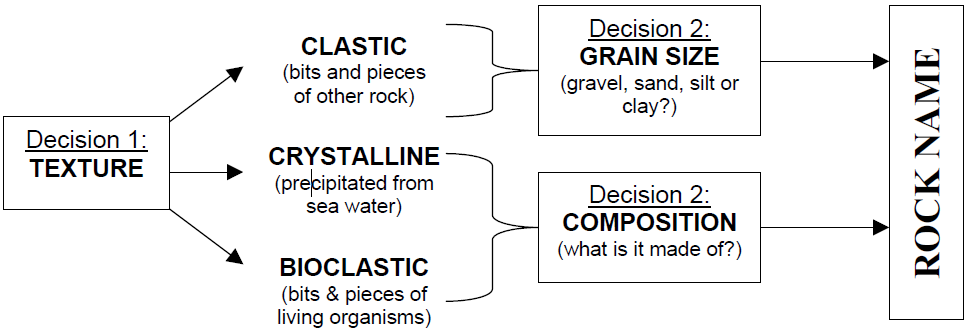 Decision 1:
TEXTURE
CLASTIC
(bits and pieces
of other rock)
CRYSTALLINE
(precipitated from
sea water)
BIOCLASTIC
(bits & pieces of
living organisms)
Decision 2:
GRAIN SIZE
(gravel, sand, silt or
clay?)
Decision 2:
COMPOSITION
(what is it made of?)
ROCK NAME